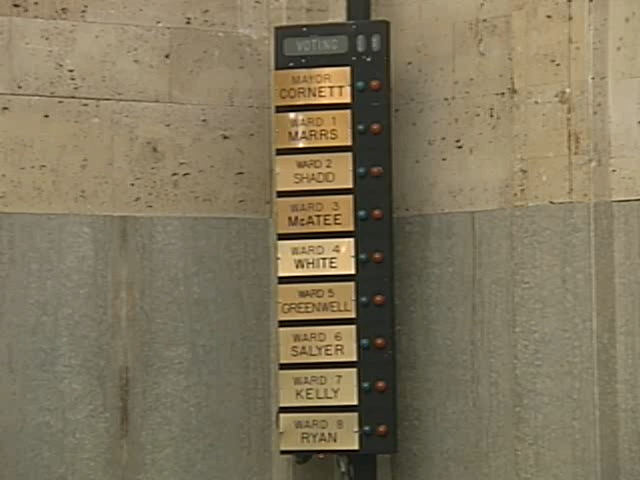 VOTING
MAYOR
CORNETT
WARD 1
MARRS
WARD 2
SHADD
WARD 3
McATEE
WARD 4
WHITE
WARD 5
GREENWELL
WARD 6
SALYER
WARD 7
KELLY
WARD 8
RYAN